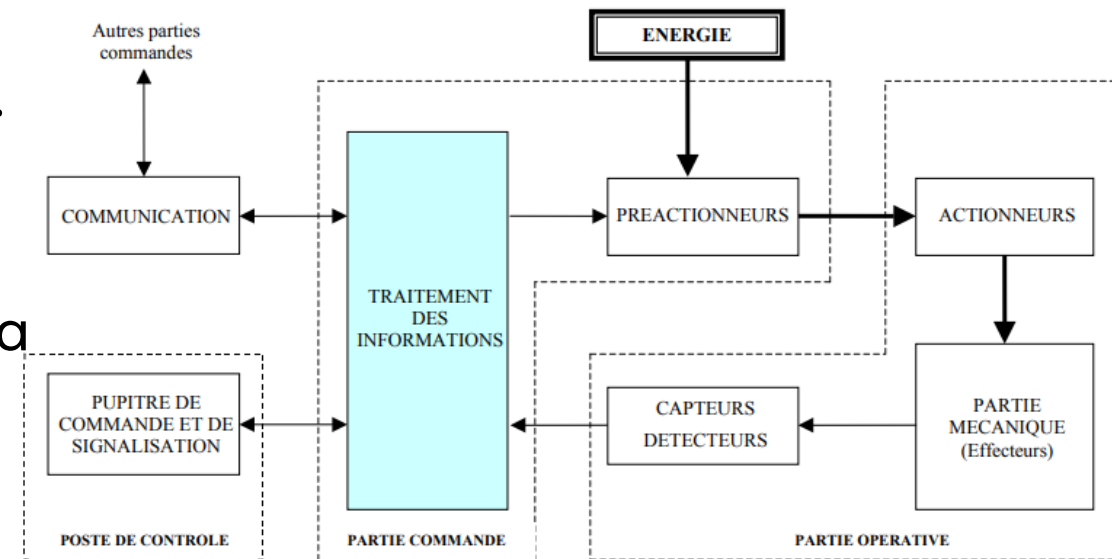 Autres parties
commandes
ENERGIE
COMMUNICATION
PREACTIONNEURS
ACTIONNEURS
TRAITEMENT
DES
INFORMATIONS
a
PUPITRE DE
COMMANDE ET DE
SIGNALISATION
CAPTEURS
DETECTEURS
PARTIE
MECANIQUE
(Effecteurs)
POSTE DE CONTROLE
PARTIE COMMANDE
PARTIE OPERATIVE